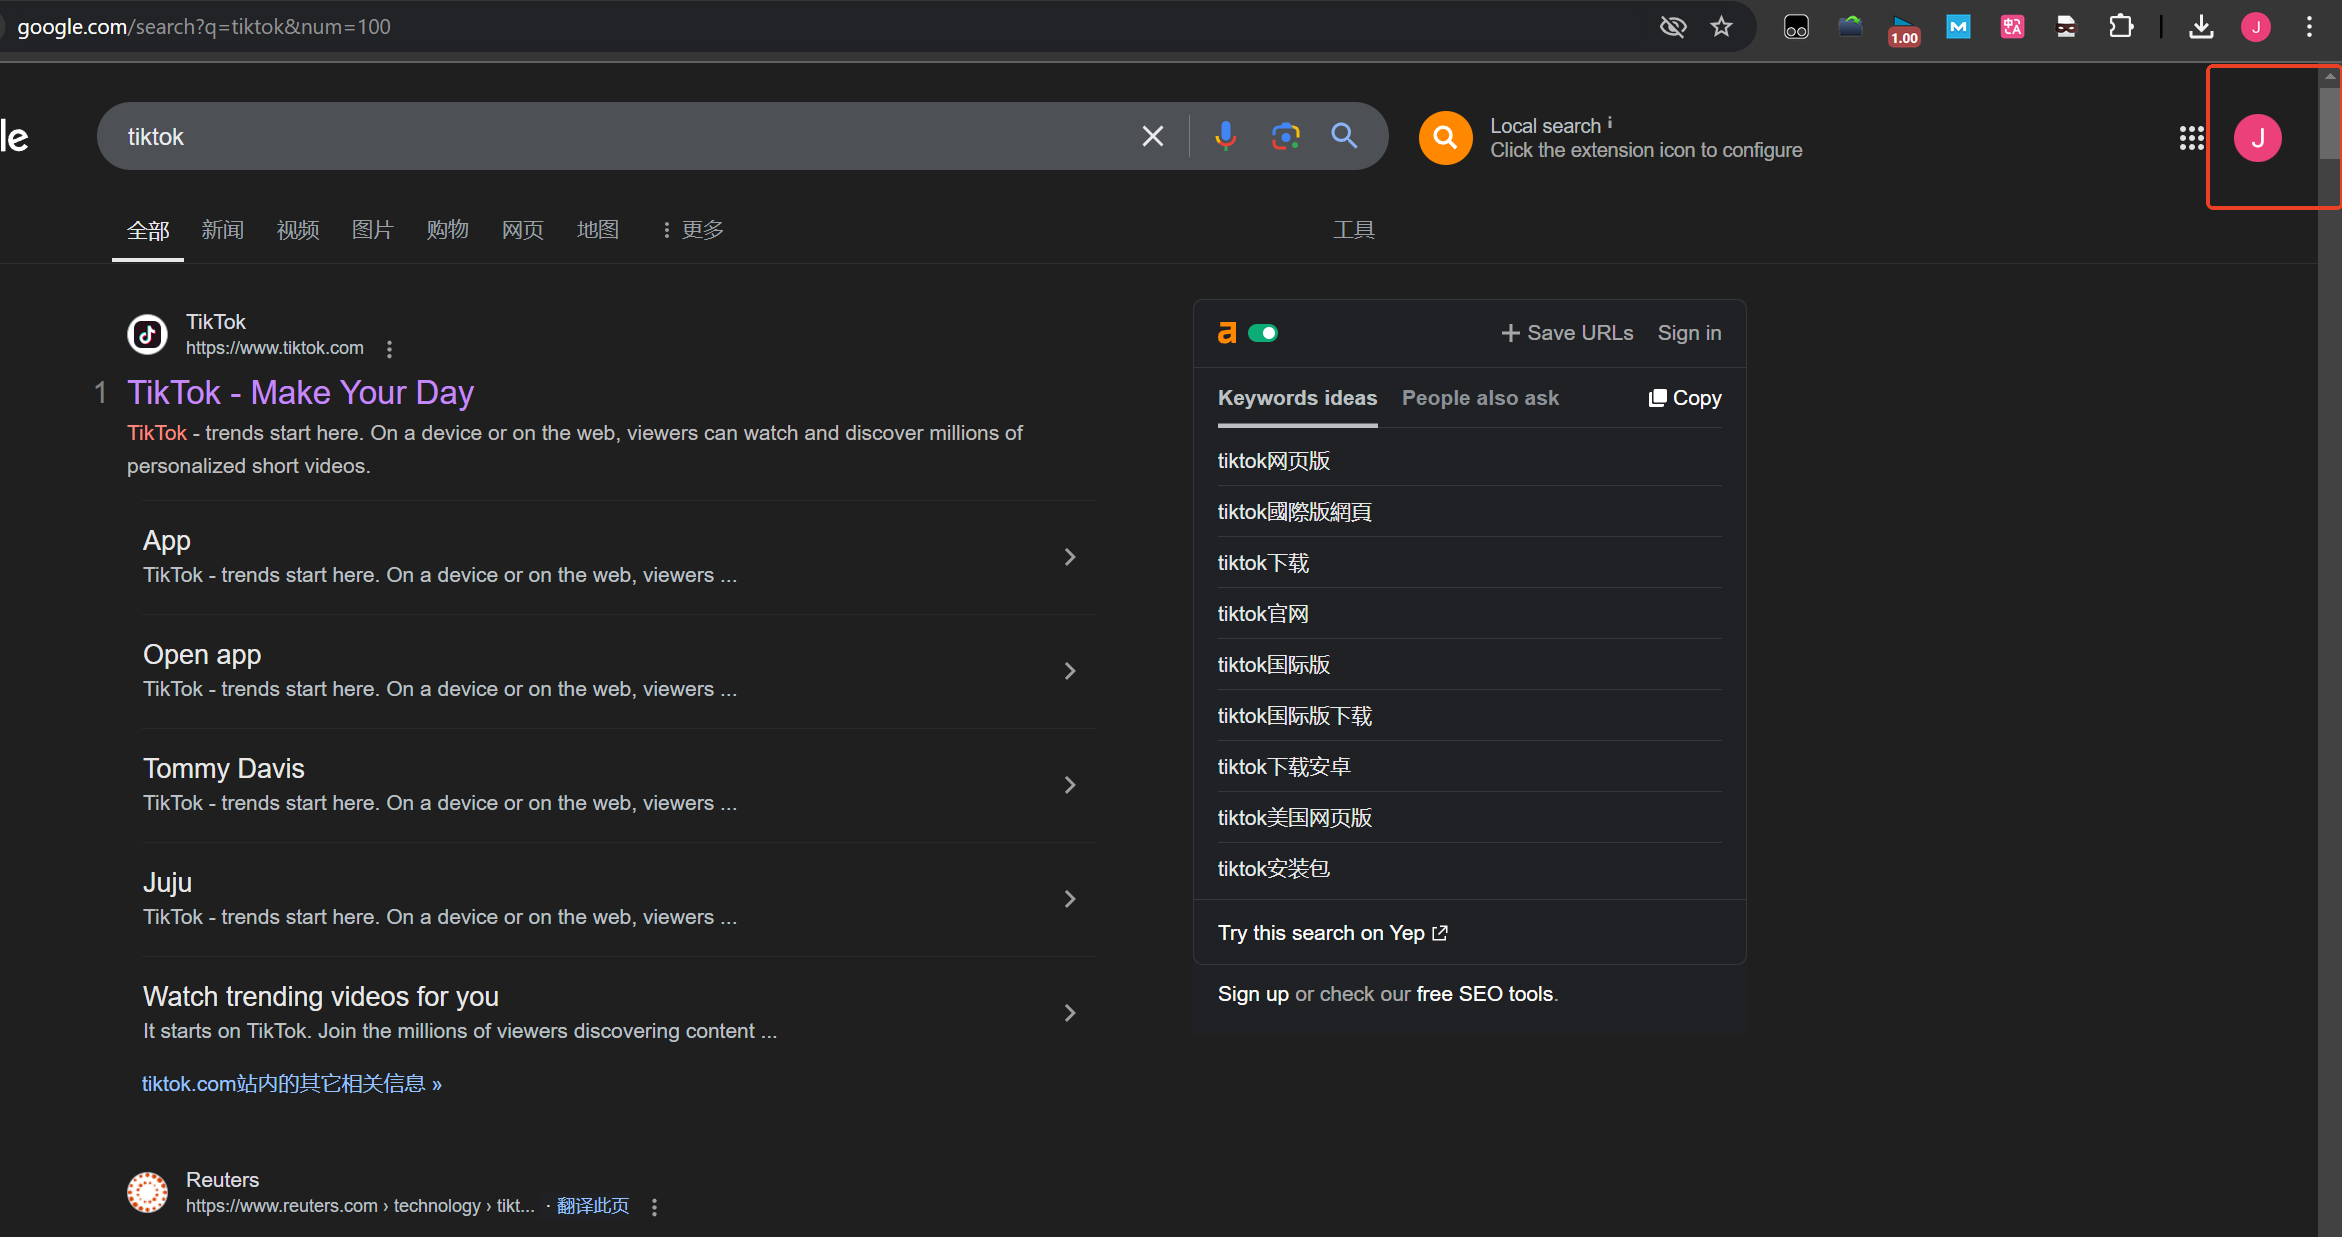 google.com/search?q=tiktok&num=100
1.00
J
le
tiktok
Local search i
Click the extension icon to configure
J
全部 新闻 视频 图片 购物 网页 地图 更多 工具
TikTok
https://www.tiktok.com
1 TikTok - Make Your Day
TikTok - trends start here. On a device or on the web, viewers can watch and discover millions of
personalized short videos.
App
TikTok - trends start here. On a device or on the web, viewers ...
Open app
TikTok - trends start here. On a device or on the web, viewers ...
Tommy Davis
TikTok - trends start here. On a device or on the web, viewers ...
Juju
TikTok - trends start here. On a device or on the web, viewers ...
Watch trending videos for you
It starts on TikTok. Join the millions of viewers discovering content ...
tiktok.com站内的其它相关信息 »
Reuters
https://www.reuters.com › technology › tikt... · 翻译此页
a + Save URLs Sign in
Keywords ideas People also ask Copy
tiktok网页版
tiktok國際版網頁
tiktok下载
tiktok官网
tiktok国际版
tiktok国际版下载
tiktok下载安卓
tiktok美国网页版
tiktok安装包
Try this search on Yep
Sign up or check our free SEO tools.